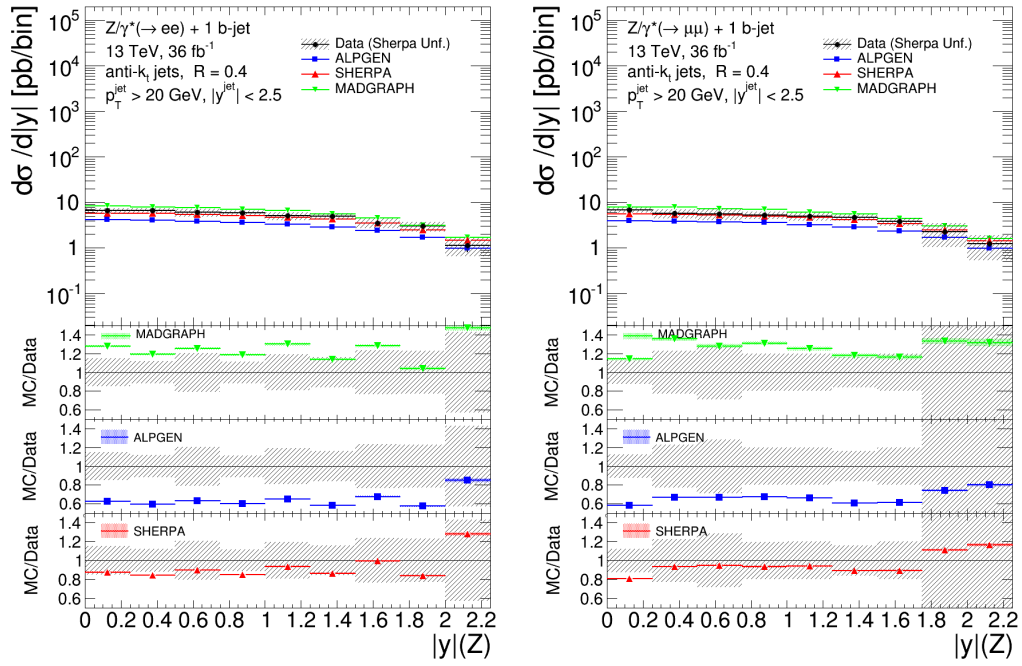 dσ/d|y| [pb/bin]
10⁵
10⁴
10³
10²
10
1
10⁻¹
Z/γ*(→ ee) + 1 b-jet
13 TeV, 36 fb⁻¹
anti-kₜ jets, R = 0.4
p_T^jet > 20 GeV, |y^jet| < 2.5
Data (Sherpa Unf.)
ALPGEN
SHERPA
MADGRAPH
MC/Data
1.4
1.2
1
0.8
0.6
MADGRAPH
MC/Data
1.4
1.2
1
0.8
0.6
ALPGEN
MC/Data
1.4
1.2
1
0.8
0.6
SHERPA
0 0.2 0.4 0.6 0.8 1 1.2 1.4 1.6 1.8 2 2.2
|y|(Z)
dσ/d|y| [pb/bin]
10⁵
10⁴
10³
10²
10
1
10⁻¹
Z/γ*(→ μμ) + 1 b-jet
13 TeV, 36 fb⁻¹
anti-kₜ jets, R = 0.4
p_T^jet > 20 GeV, |y^jet| < 2.5
Data (Sherpa Unf.)
ALPGEN
SHERPA
MADGRAPH
MC/Data
1.4
1.2
1
0.8
0.6
MADGRAPH
MC/Data
1.4
1.2
1
0.8
0.6
ALPGEN
MC/Data
1.4
1.2
1
0.8
0.6
SHERPA
0 0.2 0.4 0.6 0.8 1 1.2 1.4 1.6 1.8 2 2.2
|y|(Z)